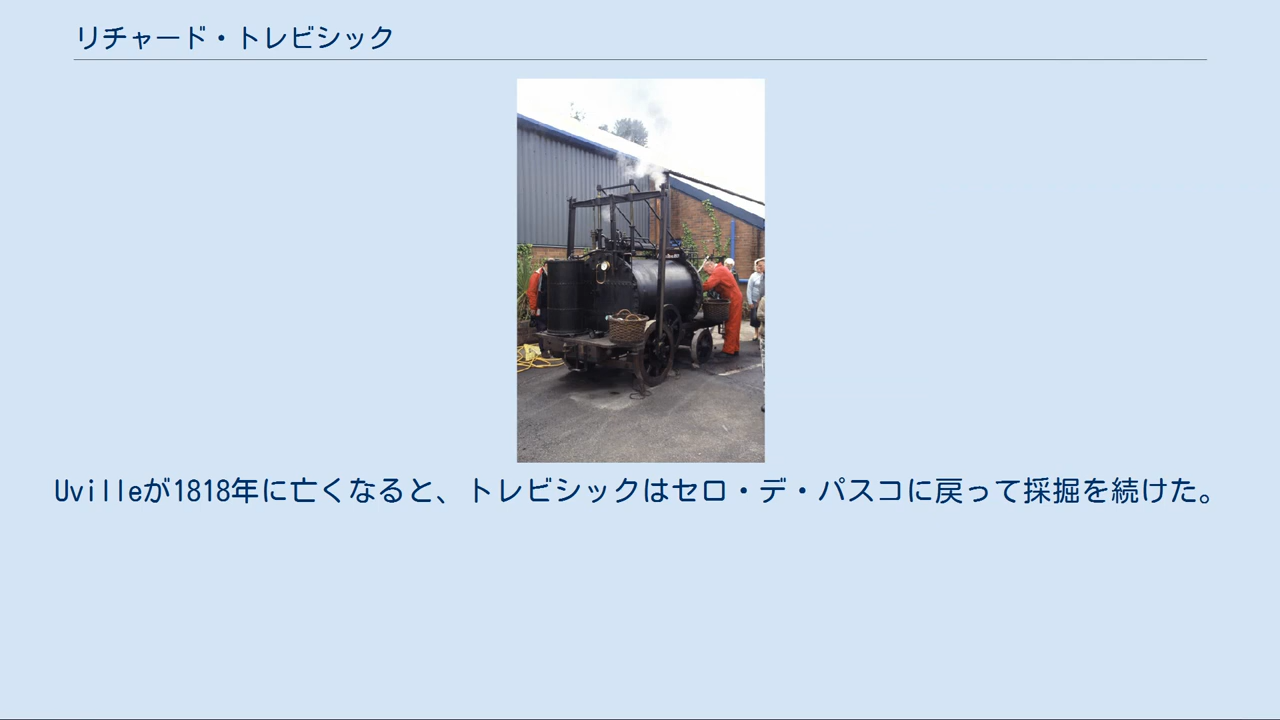 リチャード・トレビシック
Uvilleが1818年に亡くなると、トレビシックはセロ・デ・パスコに戻って採掘を続けた。